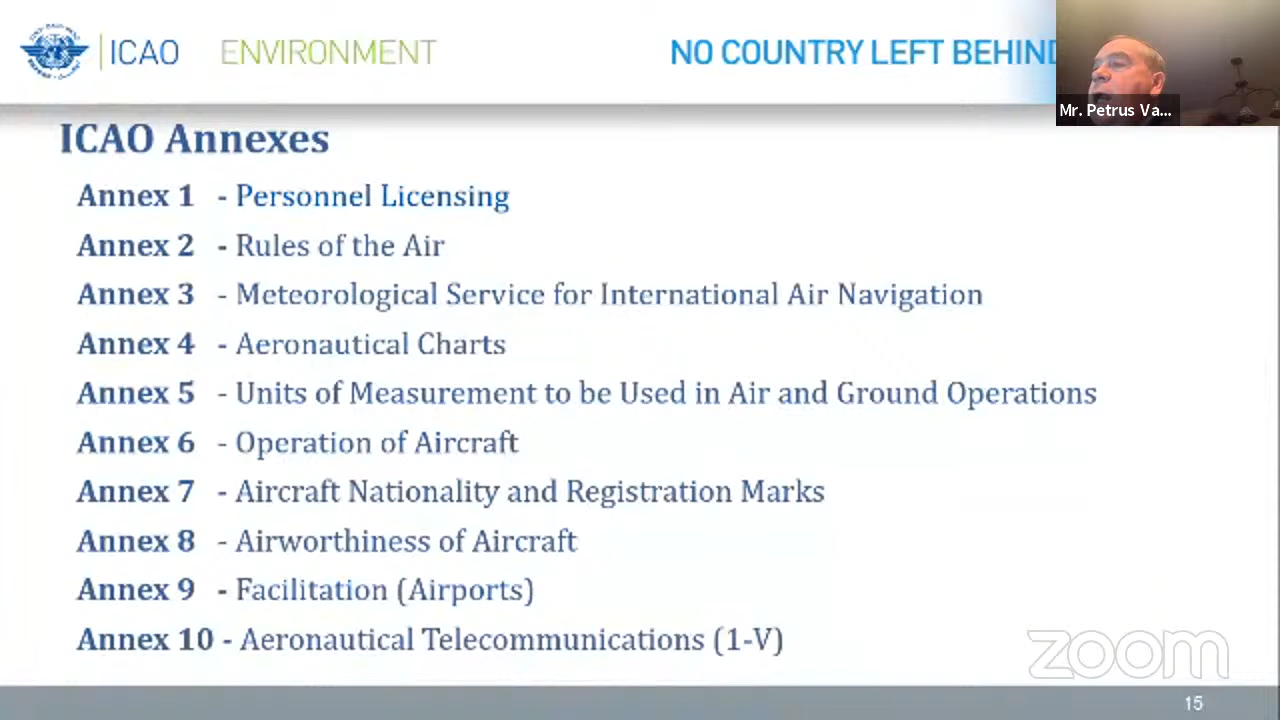 ICAO ENVIRONMENT NO COUNTRY LEFT BEHIND
Mr. Petrus Va...
ICAO Annexes
Annex 1 - Personnel Licensing
Annex 2 - Rules of the Air
Annex 3 - Meteorological Service for International Air Navigation
Annex 4 - Aeronautical Charts
Annex 5 - Units of Measurement to be Used in Air and Ground Operations
Annex 6 - Operation of Aircraft
Annex 7 - Aircraft Nationality and Registration Marks
Annex 8 - Airworthiness of Aircraft
Annex 9 - Facilitation (Airports)
Annex 10 - Aeronautical Telecommunications (1-V)
zoom
15